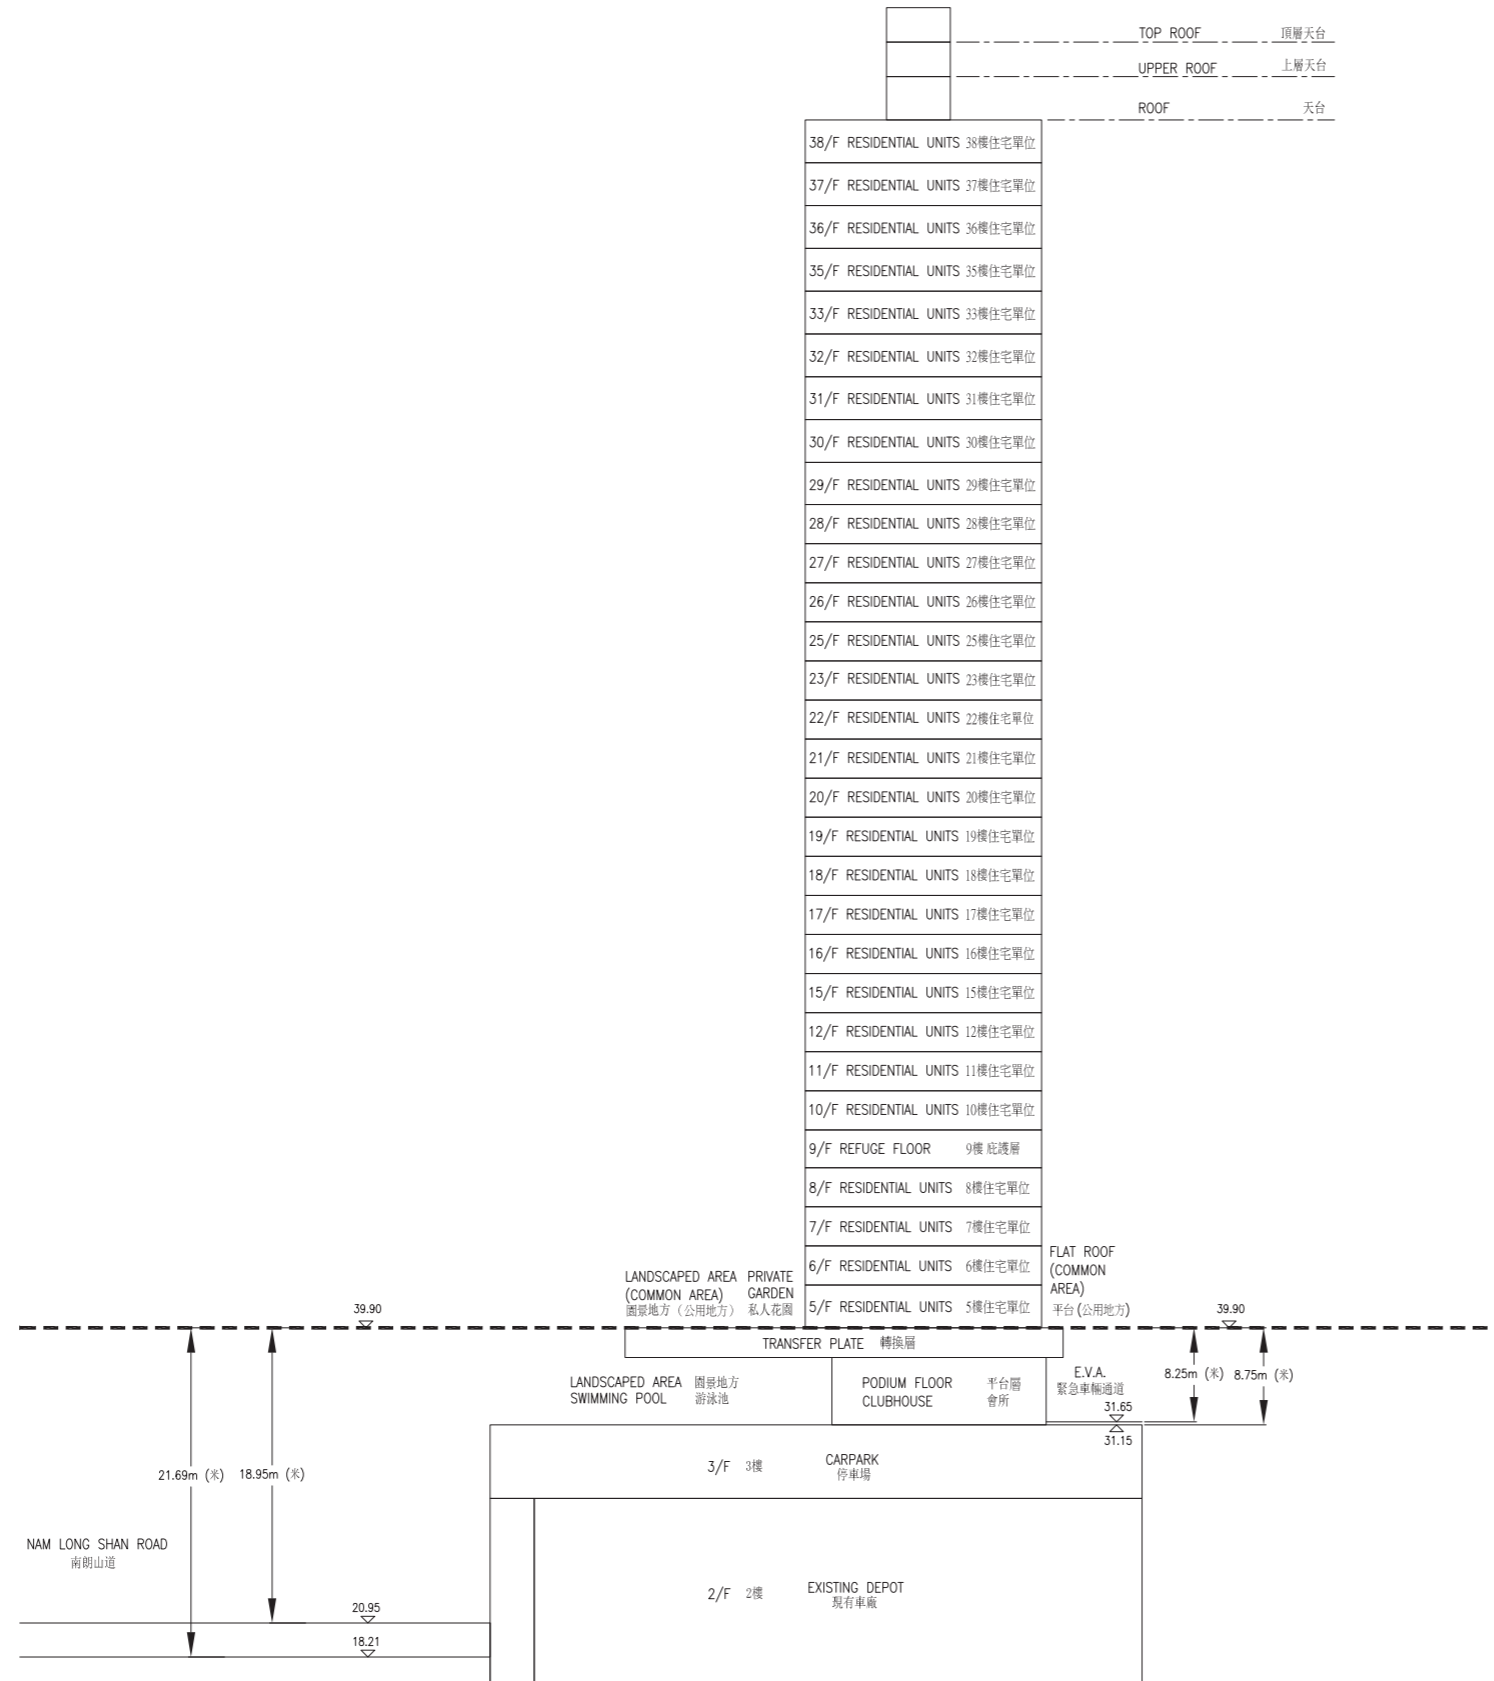 TOP ROOF 頂層天台
UPPER ROOF 上層天台
ROOF 天台
38/F RESIDENTIAL UNITS 38樓住宅單位
37/F RESIDENTIAL UNITS 37樓住宅單位
36/F RESIDENTIAL UNITS 36樓住宅單位
35/F RESIDENTIAL UNITS 35樓住宅單位
33/F RESIDENTIAL UNITS 33樓住宅單位
32/F RESIDENTIAL UNITS 32樓住宅單位
31/F RESIDENTIAL UNITS 31樓住宅單位
30/F RESIDENTIAL UNITS 30樓住宅單位
29/F RESIDENTIAL UNITS 29樓住宅單位
28/F RESIDENTIAL UNITS 28樓住宅單位
27/F RESIDENTIAL UNITS 27樓住宅單位
26/F RESIDENTIAL UNITS 26樓住宅單位
25/F RESIDENTIAL UNITS 25樓住宅單位
23/F RESIDENTIAL UNITS 23樓住宅單位
22/F RESIDENTIAL UNITS 22樓住宅單位
21/F RESIDENTIAL UNITS 21樓住宅單位
20/F RESIDENTIAL UNITS 20樓住宅單位
19/F RESIDENTIAL UNITS 19樓住宅單位
18/F RESIDENTIAL UNITS 18樓住宅單位
17/F RESIDENTIAL UNITS 17樓住宅單位
16/F RESIDENTIAL UNITS 16樓住宅單位
15/F RESIDENTIAL UNITS 15樓住宅單位
12/F RESIDENTIAL UNITS 12樓住宅單位
11/F RESIDENTIAL UNITS 11樓住宅單位
10/F RESIDENTIAL UNITS 10樓住宅單位
9/F REFUGE FLOOR 9樓 庇護層
8/F RESIDENTIAL UNITS 8樓住宅單位
7/F RESIDENTIAL UNITS 7樓住宅單位
6/F RESIDENTIAL UNITS 6樓住宅單位
5/F RESIDENTIAL UNITS 5樓住宅單位
FLAT ROOF
(COMMON
AREA)
平台(公用地方)
LANDSCAPED AREA
(COMMON AREA)
園景地方(公用地方)
PRIVATE
GARDEN
私人花園
39.90
39.90
TRANSFER PLATE 轉換層
LANDSCAPED AREA 園景地方
SWIMMING POOL 游泳池
PODIUM FLOOR 平台層
CLUBHOUSE 會所
E.V.A.
緊急車輛通道
8.25m (米)
8.75m (米)
31.65
31.15
3/F 3樓
CARPARK
停車場
21.69m (米)
18.95m (米)
NAM LONG SHAN ROAD
南朗山道
2/F 2樓
EXISTING DEPOT
現有車廠
20.95
18.21